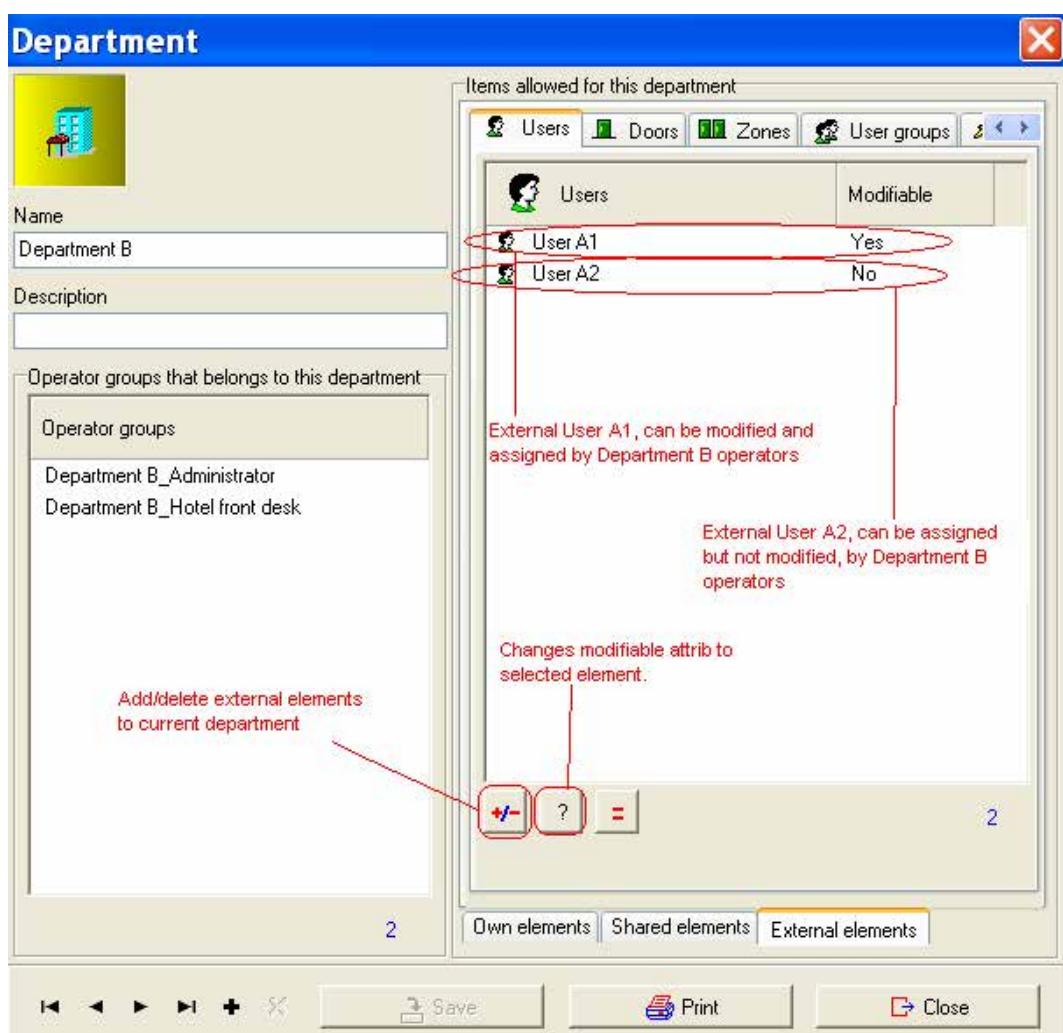 Department
Items allowed for this department
Users Doors Zones User groups
Users Modifiable
User A1 Yes
User A2 No
Name
Department B
Description
Operator groups that belongs to this department
Operator groups
Department B_Administrator
Department B_Hotel front desk
External User A1, can be modified and
assigned by Department B operators
External User A2, can be assigned
but not modified, by Department B
operators
Changes modifiable attrib to
selected element.
Add/delete external elements
to current department
+/- ? =
2
2
Own elements Shared elements External elements
Save Print Close